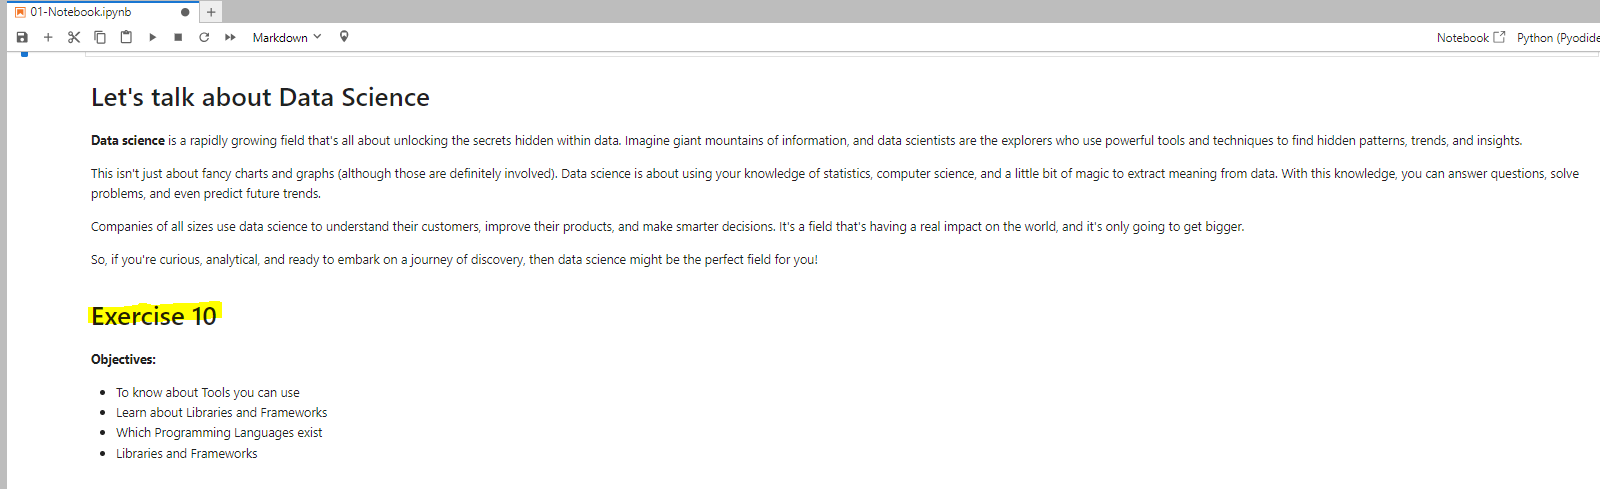 01-Notebook.ipynb
Markdown
Notebook
Python (Pyodide
Let's talk about Data Science
Data science is a rapidly growing field that's all about unlocking the secrets hidden within data. Imagine giant mountains of information, and data scientists are the explorers who use powerful tools and techniques to find hidden patterns, trends, and insights.
This isn't just about fancy charts and graphs (although those are definitely involved). Data science is about using your knowledge of statistics, computer science, and a little bit of magic to extract meaning from data. With this knowledge, you can answer questions, solve
problems, and even predict future trends.
Companies of all sizes use data science to understand their customers, improve their products, and make smarter decisions. It's a field that's having a real impact on the world, and it's only going to get bigger.
So, if you're curious, analytical, and ready to embark on a journey of discovery, then data science might be the perfect field for you!
Exercise 10
Objectives:
• To know about Tools you can use
• Learn about Libraries and Frameworks
• Which Programming Languages exist
• Libraries and Frameworks